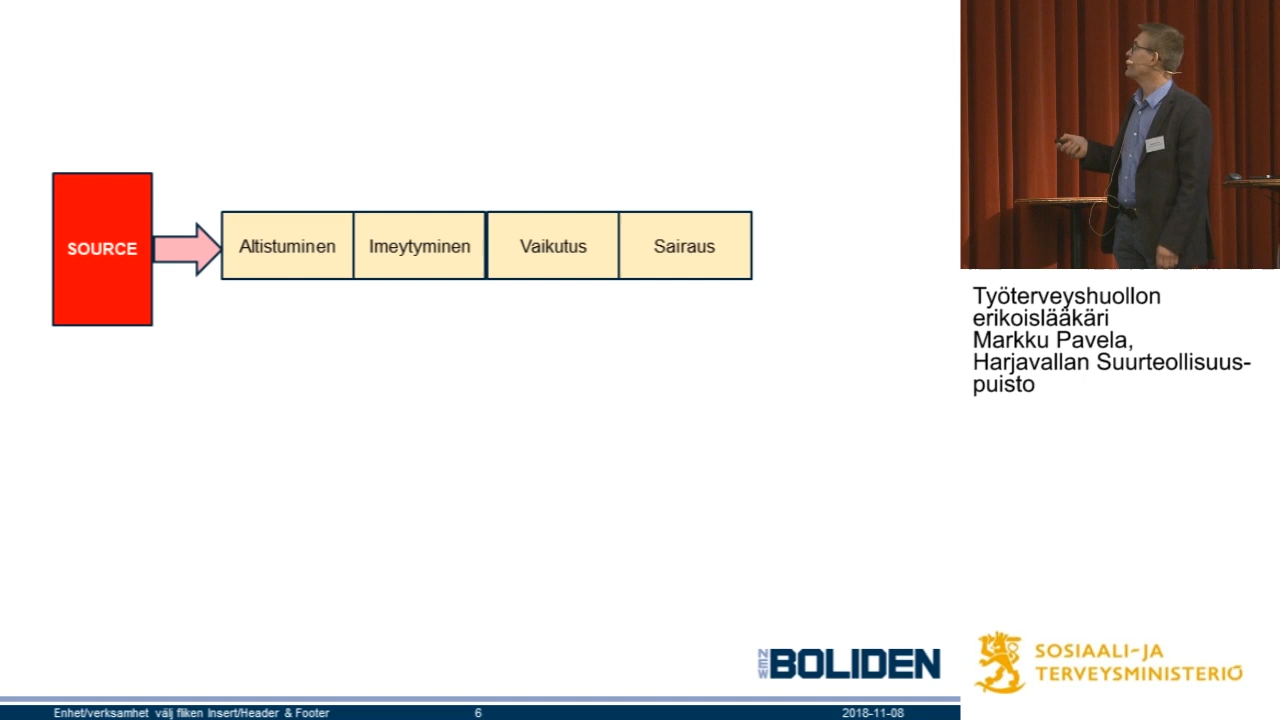 SOURCE
Altistuminen
Imeytyminen
Vaikutus
Sairaus
Työterveyshuollon
erikoislääkäri
Markku Pavela,
Harjavallan Suurteollisuus-
puisto
NEW BOLIDEN
SOSIAALI-JA
TERVEYSMINISTERIÖ
Enhet/verksamhet välj fliken Insert/Header & Footer
6
2018-11-08